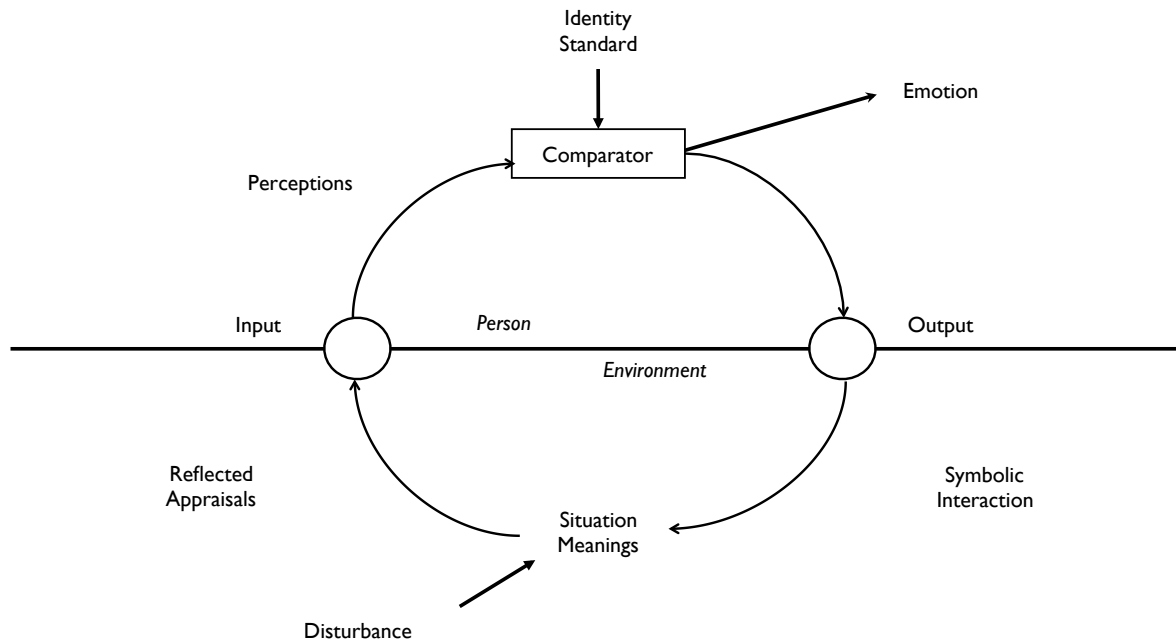 Identity
Standard
Emotion
Comparator
Perceptions
Input
Person
Output
Environment
Reflected
Appraisals
Symbolic
Interaction
Situation
Meanings
Disturbance